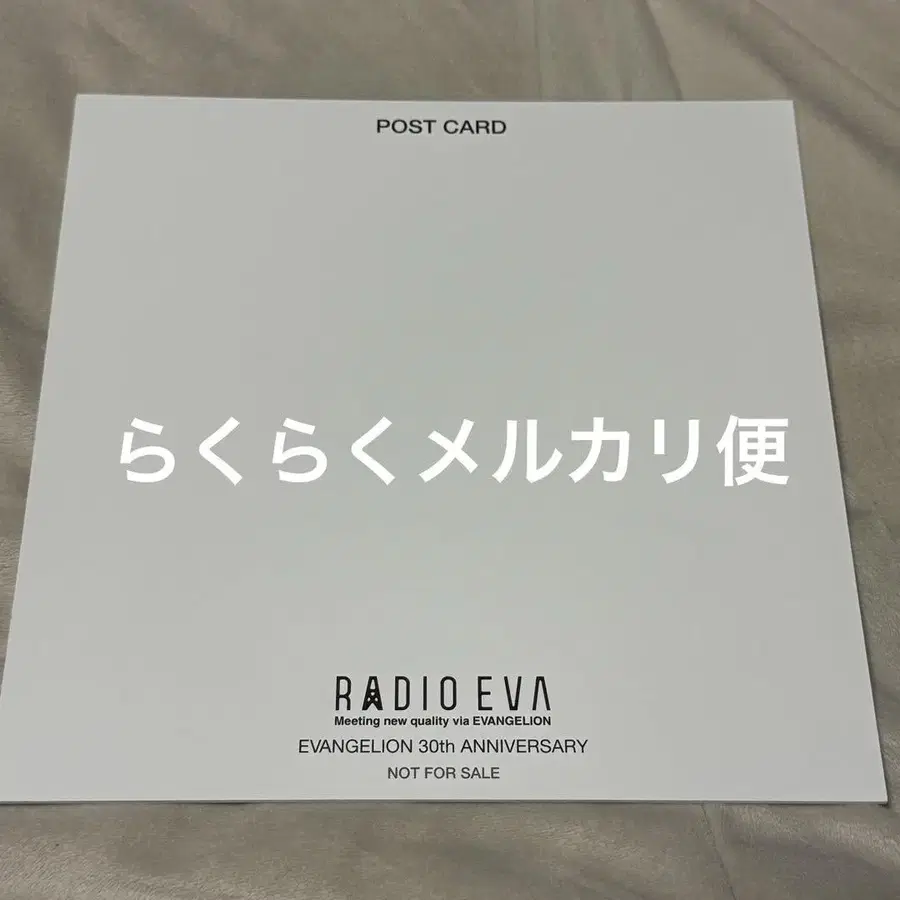 POST CARD
らくらくメルカリ便
RADIO EVA
Meeting new quality via EVANGELION
EVANGELION 30th ANNIVERSARY
NOT FOR SALE